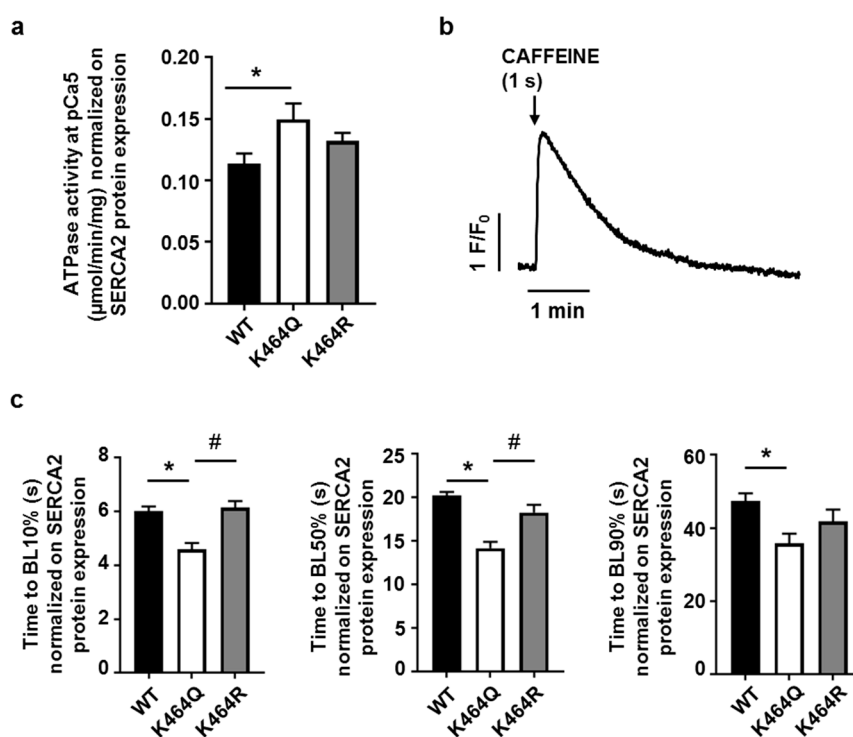 a
ATPase activity at pCa5
(µmol/min/mg) normalized on
SERCA2 protein expression
0.20
0.15
0.10
0.05
0.00
*
WT
K464Q
K464R
b
CAFFEINE
(1 s)
1 F/F0
1 min
c
Time to BL10% (s)
normalized on SERCA2
protein expression
8
6
4
2
0
*
#
WT
K464Q
K464R
Time to BL50% (s)
normalized on SERCA2
protein expression
25
20
15
10
5
0
*
#
WT
K464Q
K464R
Time to BL90% (s)
normalized on SERCA2
protein expression
60
40
20
0
*
WT
K464Q
K464R